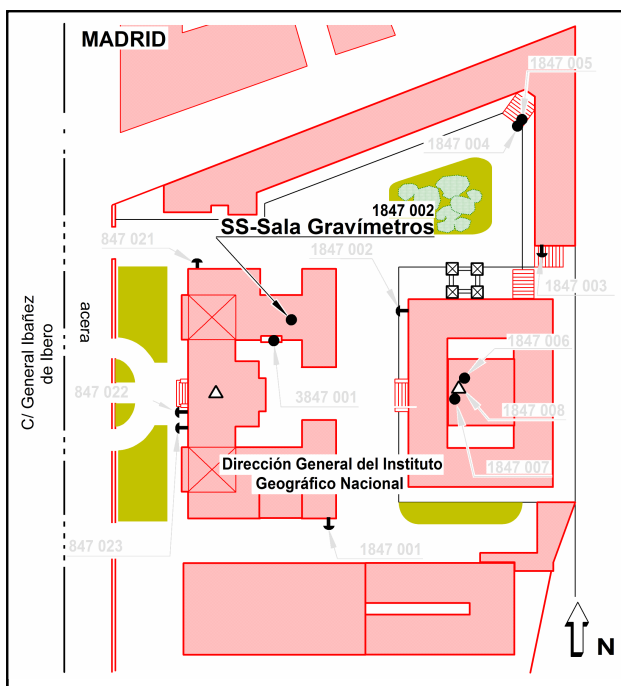 MADRID
1847 005
1847 004
1847 002
SS-Sala Gravímetros
847 021
1847 002
1847 003
C/ General Ibañez
de Ibero
acera
1847 006
847 022
3847 001
1847 008
1847 007
Dirección General del Instituto
Geográfico Nacional
847 023
1847 001
N